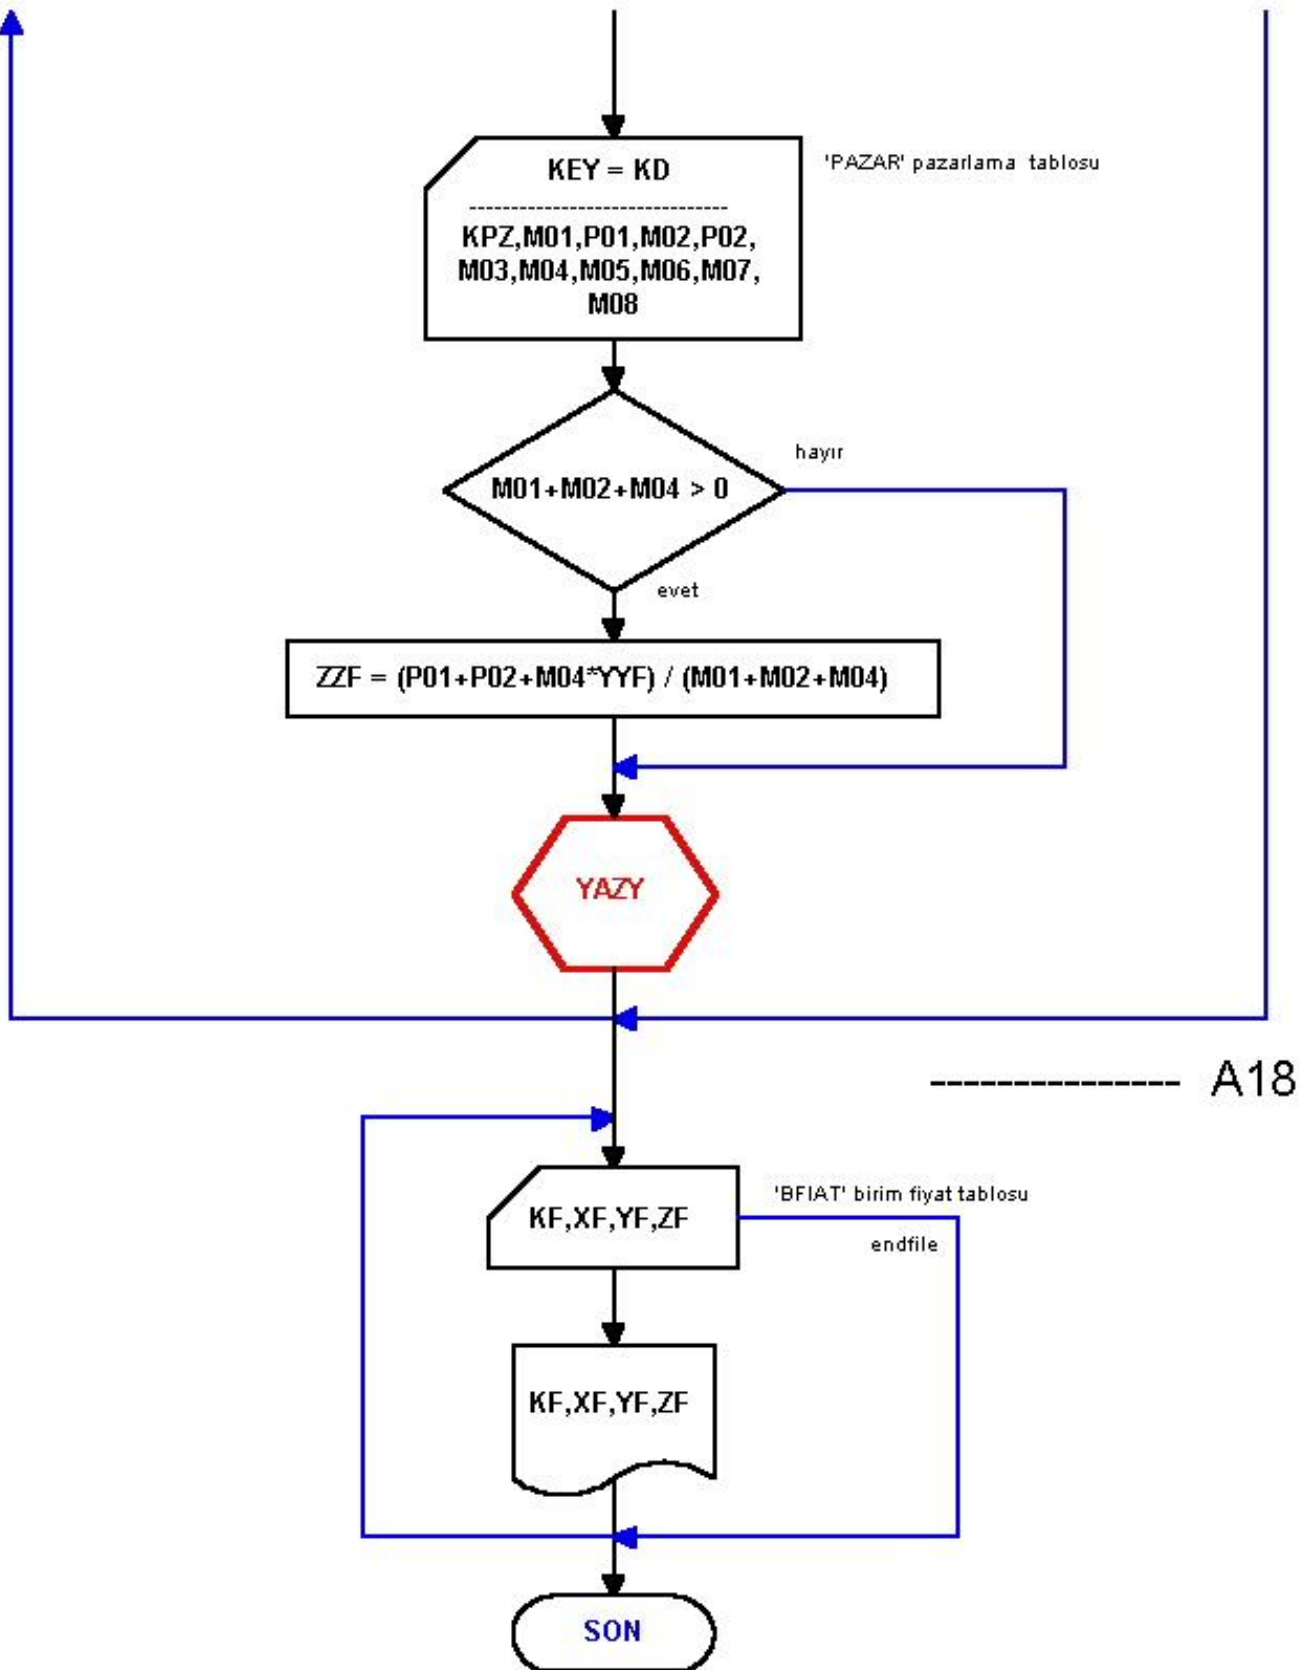 KEY = KD
'PAZAR' pazarlama tablosu
-------------------------------
KPZ,M01,P01,M02,P02,
M03,M04,M05,M06,M07,
M08
hayır
M01+M02+M04 > 0
evet
ZZF = (P01+P02+M04*YYF) / (M01+M02+M04)
YAZY
--------------- A18
'BFIAT' birim fiyat tablosu
KF,XF,YF,ZF
endfile
KF,XF,YF,ZF
SON